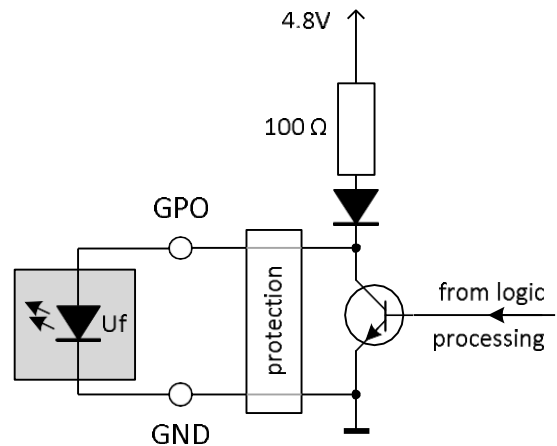 4.8V
100 Ω
GPO
protection
Uf
from logic
processing
GND